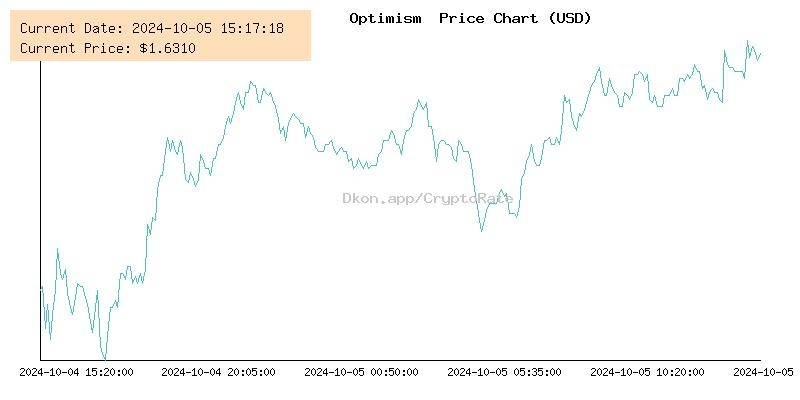 Optimism Price Chart (USD)
Current Date: 2024-10-05 15:17:18
Current Price: $1.6310
Dkon.app/CryptoRate
2024-10-04 15:20:00 2024-10-04 20:05:00 2024-10-05 00:50:00 2024-10-05 05:35:00 2024-10-05 10:20:00 2024-10-05